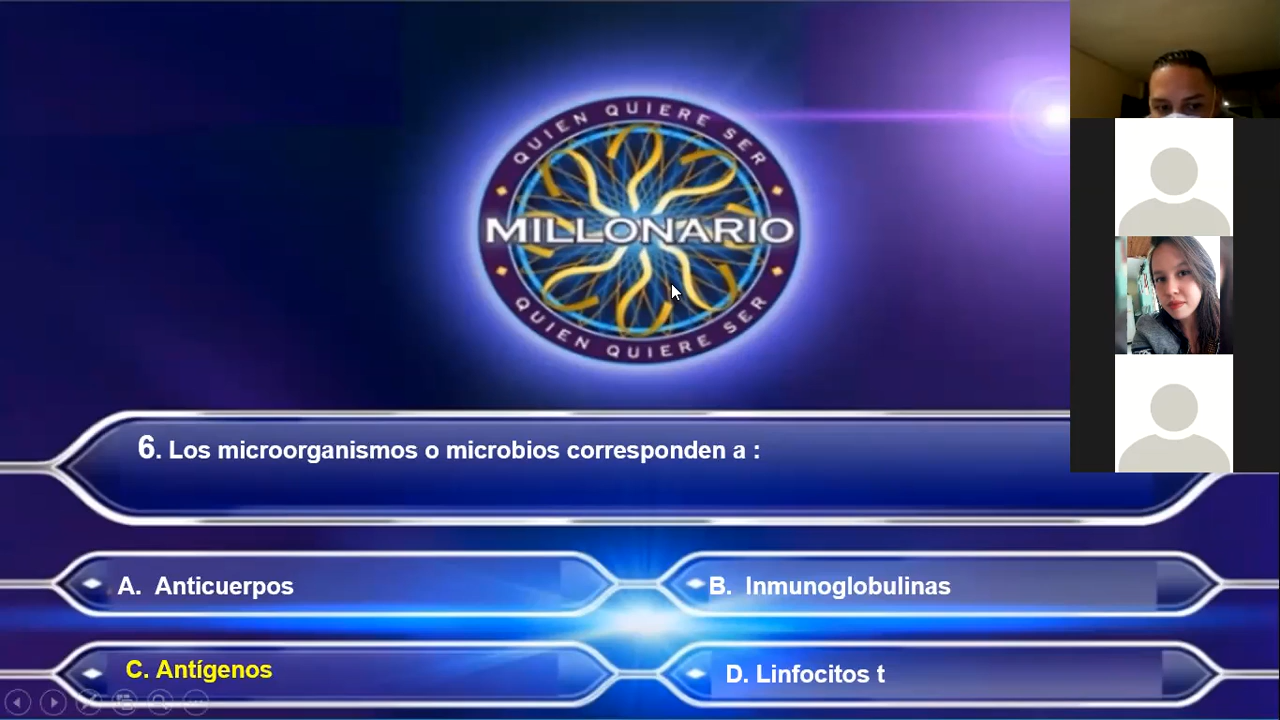 QUIEN QUIERE SER
MILLONARIO
QUIEN QUIERE SER
6. Los microorganismos o microbios corresponden a :
A. Anticuerpos
B. Inmunoglobulinas
C. Antígenos
D. Linfocitos t